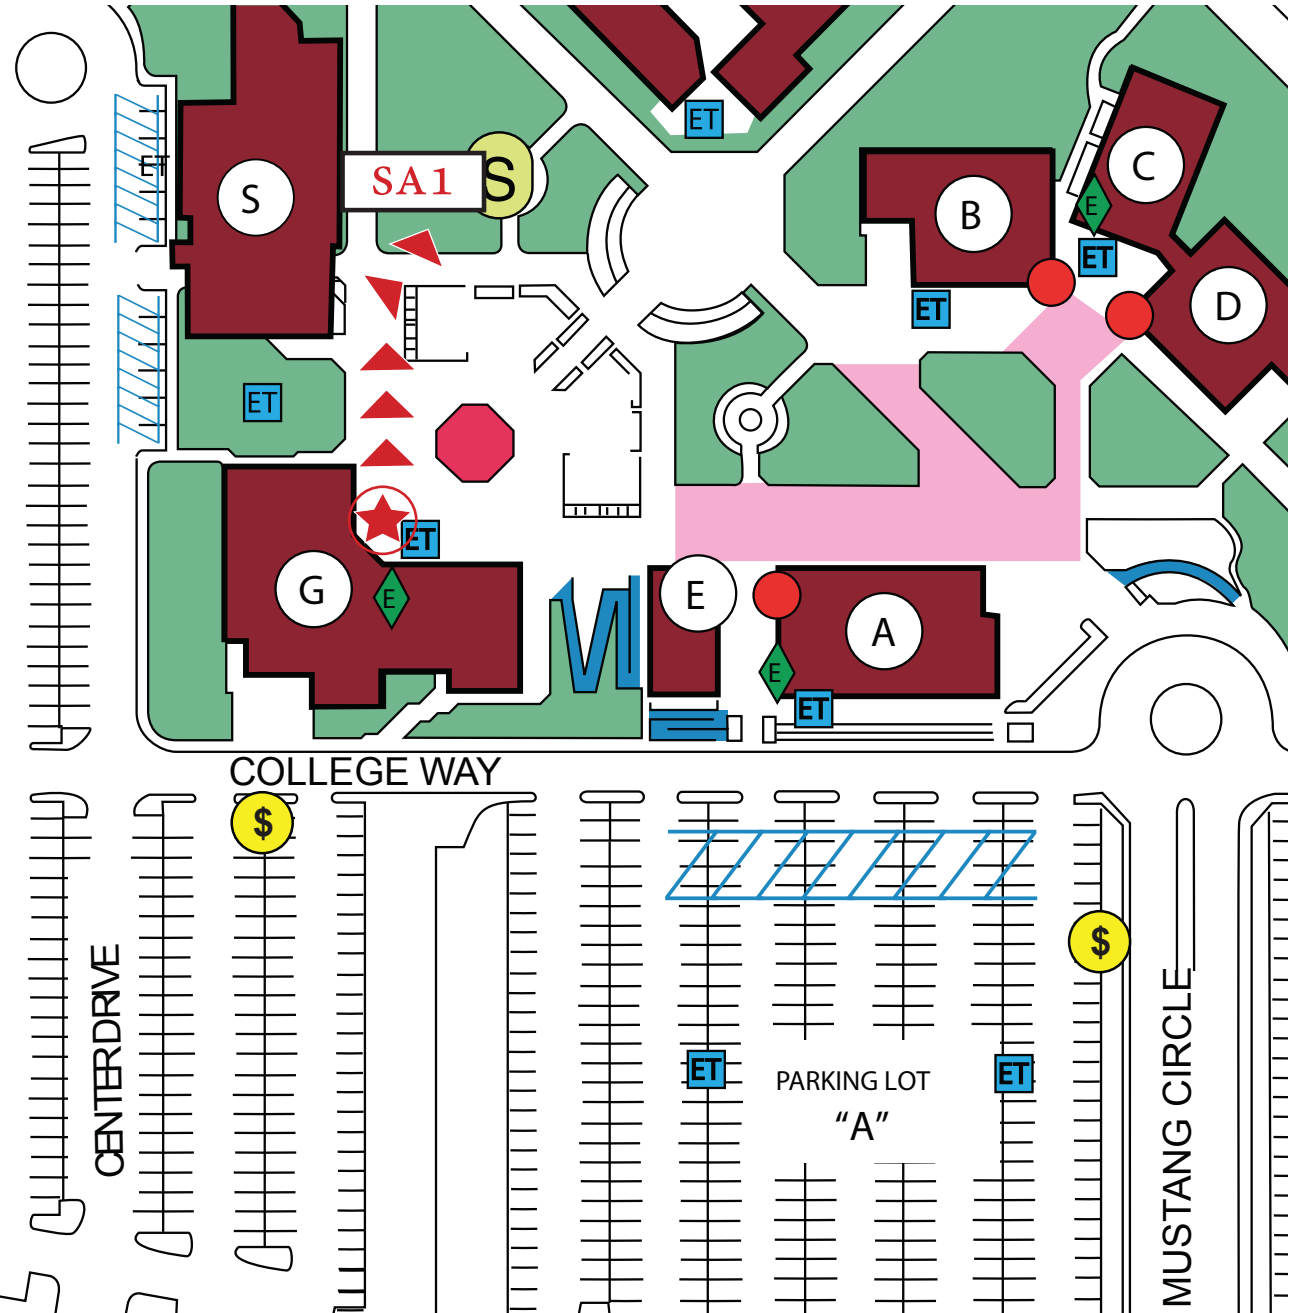 ET
ET
S
SA1
S
B
C
E
ET
ET
D
ET
ET
G
E
E
A
E
ET
COLLEGE WAY
$
$
CENTERDRIVE
MUSTANG CIRCLE
ET
PARKING LOT
"A"
ET